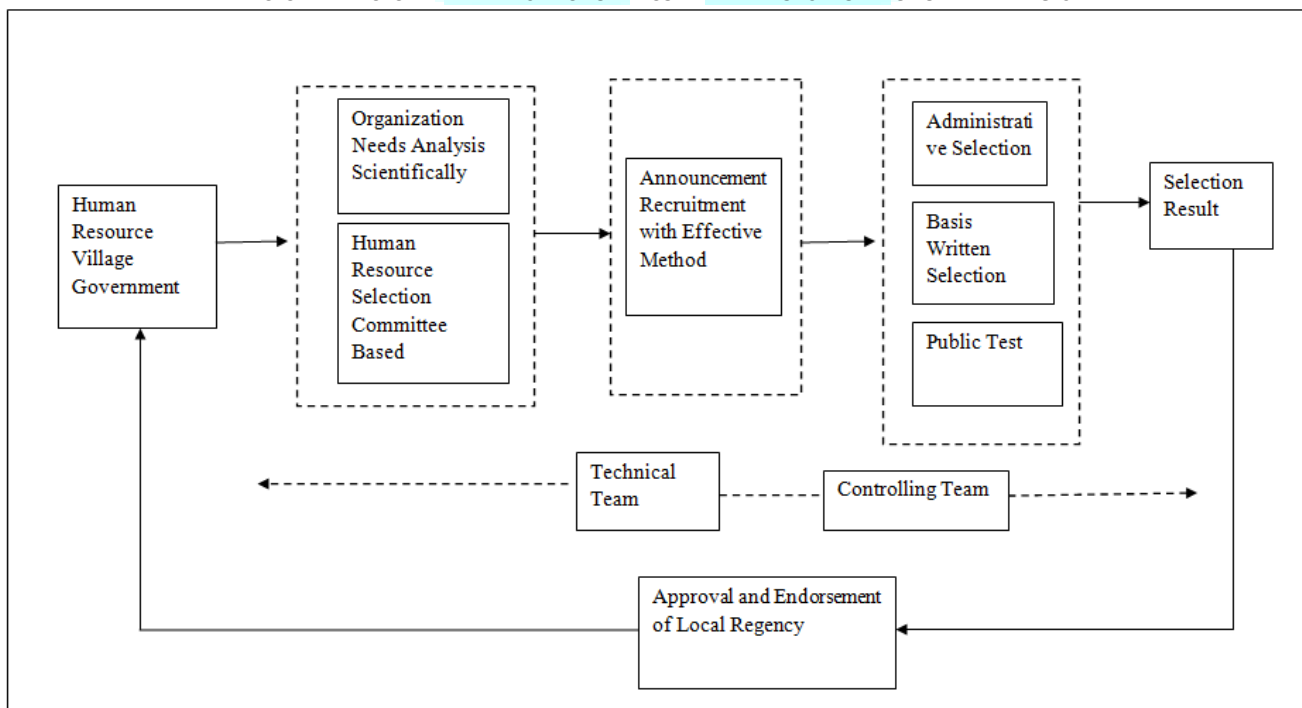 Human
Resource
Village
Government
Organization
Needs Analysis
Scientifically
Human
Resource
Selection
Committee
Based
Announcement
Recruitment
with Effective
Method
Administrati
ve Selection
Basis
Written
Selection
Public Test
Selection
Result
Technical
Team
Controlling Team
Approval and Endorsement
of Local Regency